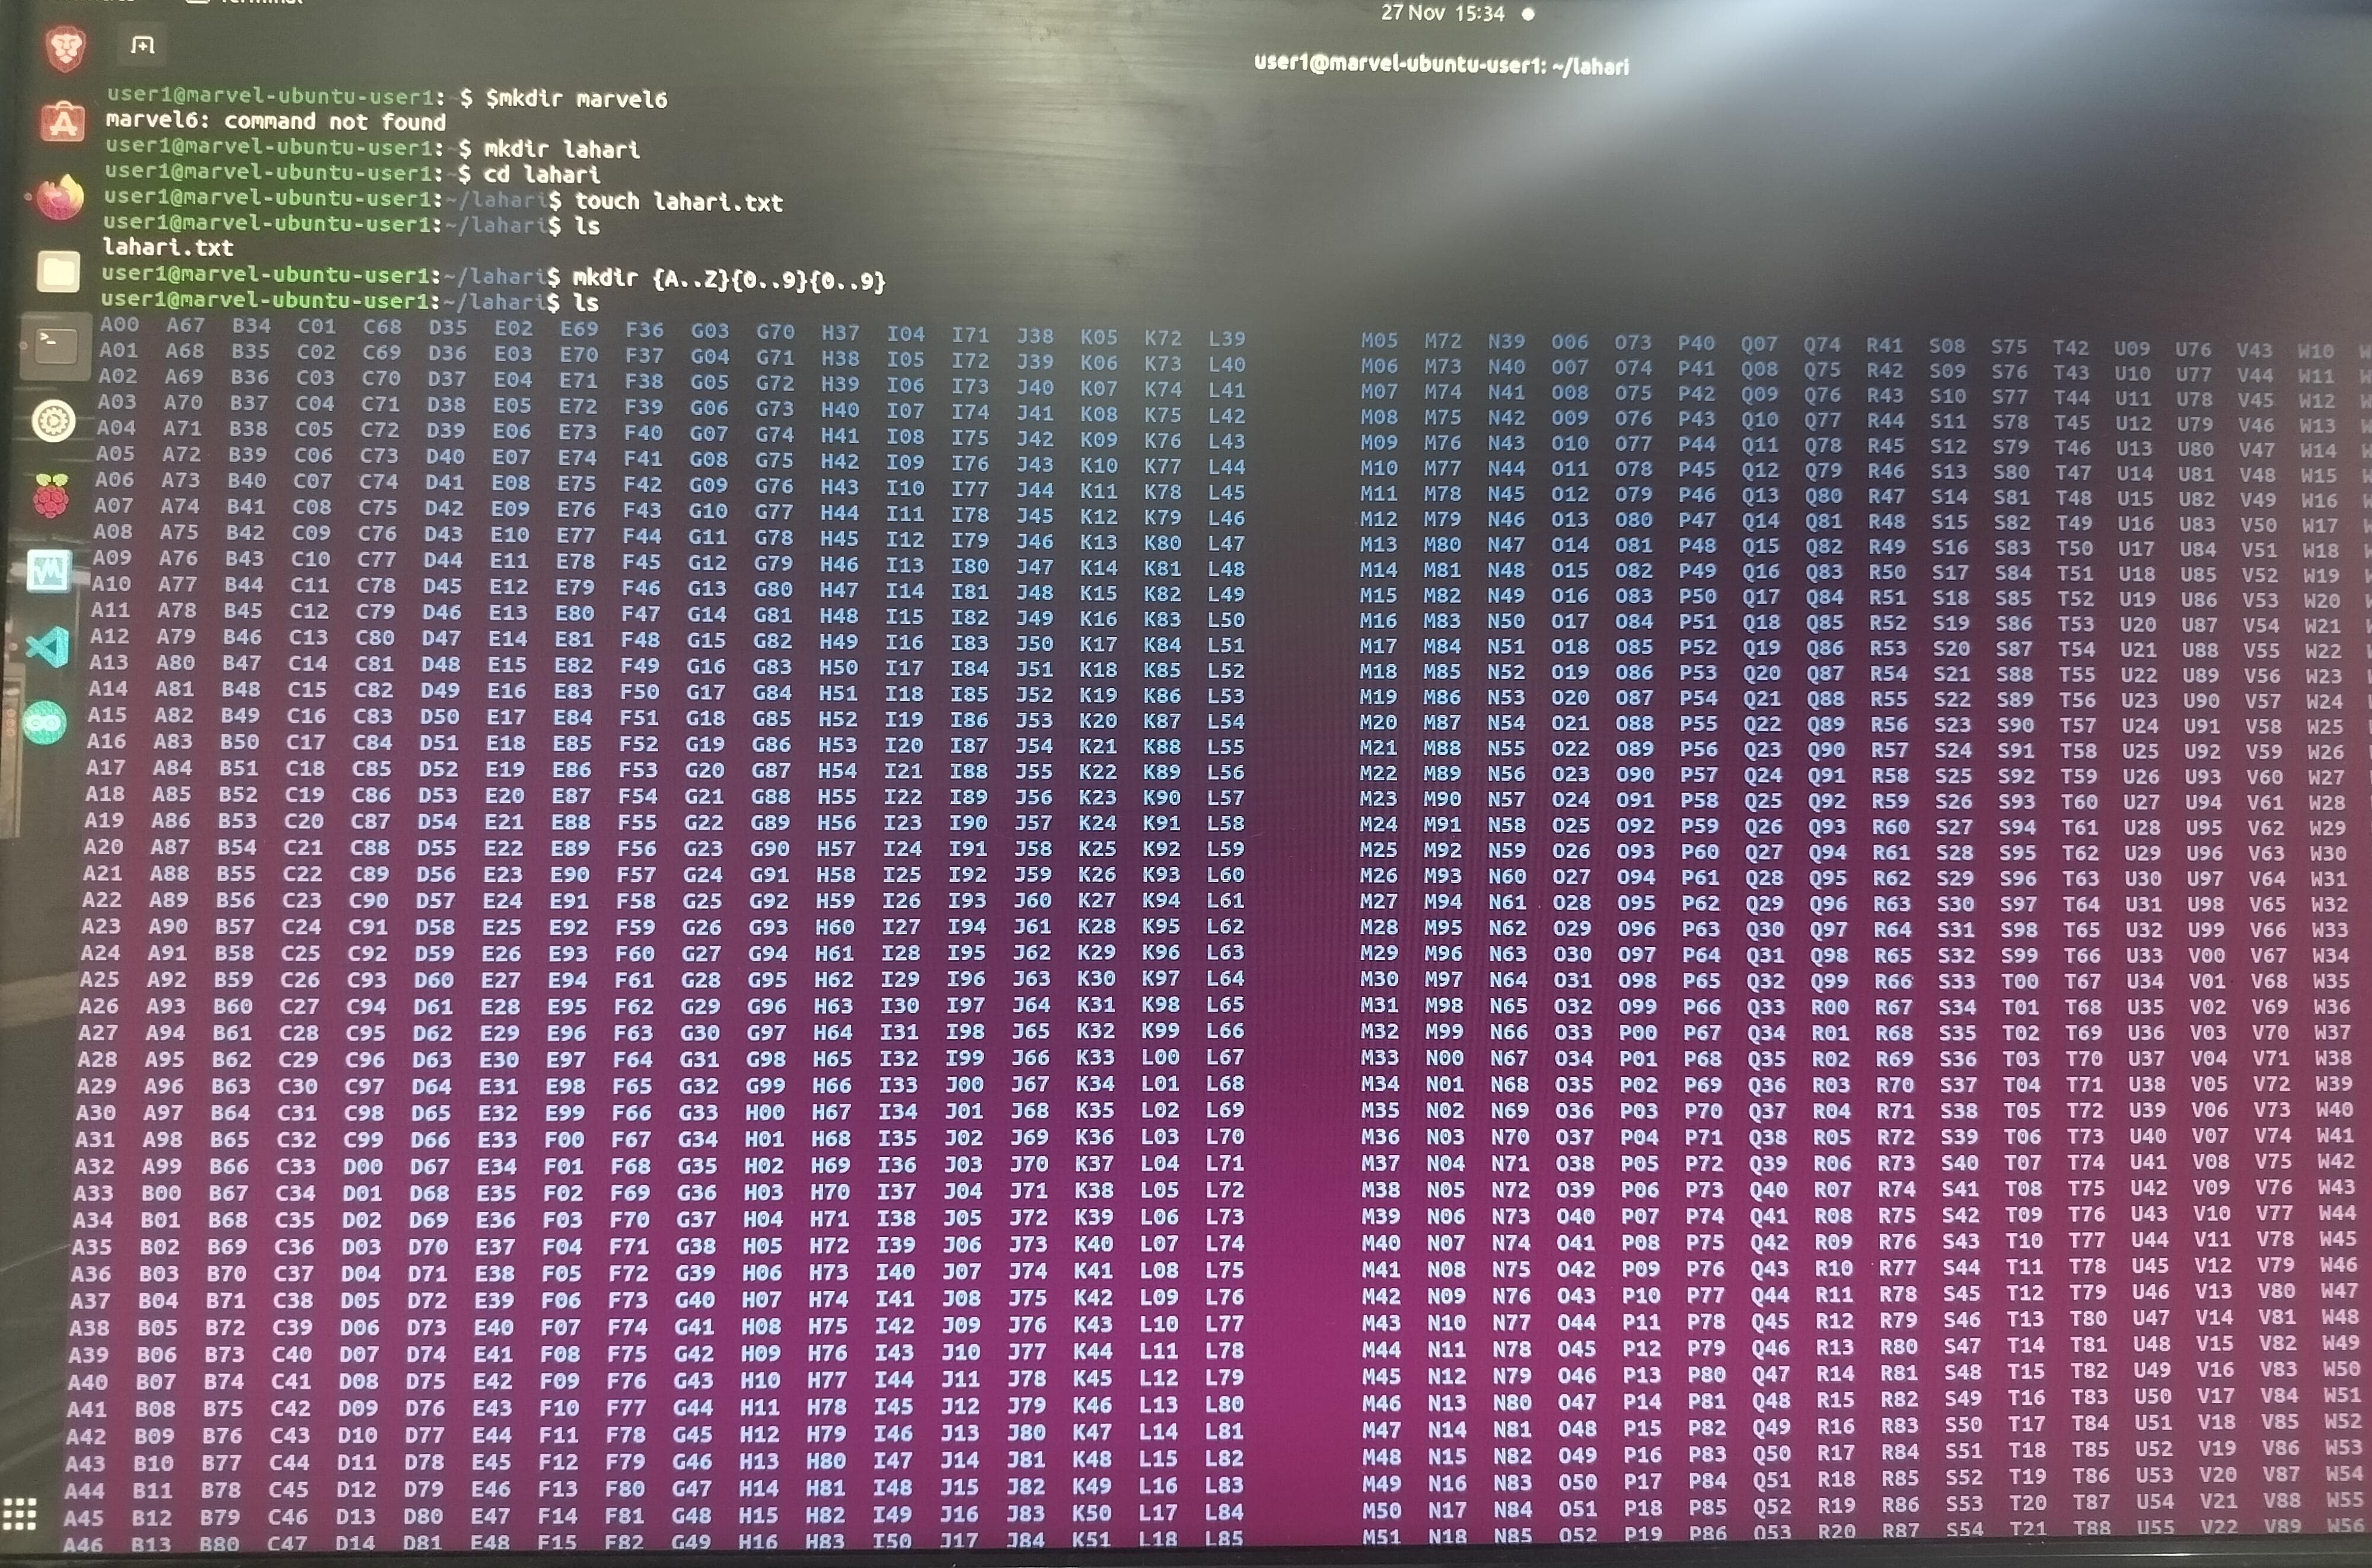 27 Nov 15:34
user1@marvel-ubuntu-user1: ~/lahari
user1@marvel-ubuntu-user1:~$ $mkdir marvel6
marvel6: command not found
user1@marvel-ubuntu-user1:~$ mkdir lahari
user1@marvel-ubuntu-user1:~$ cd lahari
user1@marvel-ubuntu-user1:~/lahari$ touch lahari.txt
user1@marvel-ubuntu-user1:~/lahari$ ls
lahari.txt
user1@marvel-ubuntu-user1:~/lahari$ mkdir {A..Z}{0..9}{0..9}
user1@marvel-ubuntu-user1:~/lahari$ ls
A00 A67 B34 C01 C68 D35 E02 E69 F36 G03 G70 H37 I04 I71 J38 K05 K72 L39 M05 M72 N39 O06 O73 P40 Q07 Q74 R41 S08 S75 T42 U09 U76 V43 W10
A01 A68 B35 C02 C69 D36 E03 E70 F37 G04 G71 H38 I05 I72 J39 K06 K73 L40 M06 M73 N40 O07 O74 P41 Q08 Q75 R42 S09 S76 T43 U10 U77 V44 W11
A02 A69 B36 C03 C70 D37 E04 E71 F38 G05 G72 H39 I06 I73 J40 K07 K74 L41 M07 M74 N41 O08 O75 P42 Q09 Q76 R43 S10 S77 T44 U11 U78 V45 W12
A03 A70 B37 C04 C71 D38 E05 E72 F39 G06 G73 H40 I07 I74 J41 K08 K75 L42 M08 M75 N42 O09 O76 P43 Q10 Q77 R44 S11 S78 T45 U12 U79 V46 W13
A04 A71 B38 C05 C72 D39 E06 E73 F40 G07 G74 H41 I08 I75 J42 K09 K76 L43 M09 M76 N43 O10 O77 P44 Q11 Q78 R45 S12 S79 T46 U13 U80 V47 W14
A05 A72 B39 C06 C73 D40 E07 E74 F41 G08 G75 H42 I09 I76 J43 K10 K77 L44 M10 M77 N44 O11 O78 P45 Q12 Q79 R46 S13 S80 T47 U14 U81 V48 W15
A06 A73 B40 C07 C74 D41 E08 E75 F42 G09 G76 H43 I10 I77 J44 K11 K78 L45 M11 M78 N45 O12 O79 P46 Q13 Q80 R47 S14 S81 T48 U15 U82 V49 W16
A07 A74 B41 C08 C75 D42 E09 E76 F43 G10 G77 H44 I11 I78 J45 K12 K79 L46 M12 M79 N46 O13 O80 P47 Q14 Q81 R48 S15 S82 T49 U16 U83 V50 W17
A08 A75 B42 C09 C76 D43 E10 E77 F44 G11 G78 H45 I12 I79 J46 K13 K80 L47 M13 M80 N47 O14 O81 P48 Q15 Q82 R49 S16 S83 T50 U17 U84 V51 W18
A09 A76 B43 C10 C77 D44 E11 E78 F45 G12 G79 H46 I13 I80 J47 K14 K81 L48 M14 M81 N48 O15 O82 P49 Q16 Q83 R50 S17 S84 T51 U18 U85 V52 W19
A10 A77 B44 C11 C78 D45 E12 E79 F46 G13 G80 H47 I14 I81 J48 K15 K82 L49 M15 M82 N49 O16 O83 P50 Q17 Q84 R51 S18 S85 T52 U19 U86 V53 W20
A11 A78 B45 C12 C79 D46 E13 E80 F47 G14 G81 H48 I15 I82 J49 K16 K83 L50 M16 M83 N50 O17 O84 P51 Q18 Q85 R52 S19 S86 T53 U20 U87 V54 W21
A12 A79 B46 C13 C80 D47 E14 E81 F48 G15 G82 H49 I16 I83 J50 K17 K84 L51 M17 M84 N51 O18 O85 P52 Q19 Q86 R53 S20 S87 T54 U21 U88 V55 W22
A13 A80 B47 C14 C81 D48 E15 E82 F49 G16 G83 H50 I17 I84 J51 K18 K85 L52 M18 M85 N52 O19 O86 P53 Q20 Q87 R54 S21 S88 T55 U22 U89 V56 W23
A14 A81 B48 C15 C82 D49 E16 E83 F50 G17 G84 H51 I18 I85 J52 K19 K86 L53 M19 M86 N53 O20 O87 P54 Q21 Q88 R55 S22 S89 T56 U23 U90 V57 W24
A15 A82 B49 C16 C83 D50 E17 E84 F51 G18 G85 H52 I19 I86 J53 K20 K87 L54 M20 M87 N54 O21 O88 P55 Q22 Q89 R56 S23 S90 T57 U24 U91 V58 W25
A16 A83 B50 C17 C84 D51 E18 E85 F52 G19 G86 H53 I20 I87 J54 K21 K88 L55 M21 M88 N55 O22 O89 P56 Q23 Q90 R57 S24 S91 T58 U25 U92 V59 W26
A17 A84 B51 C18 C85 D52 E19 E86 F53 G20 G87 H54 I21 I88 J55 K22 K89 L56 M22 M89 N56 O23 O90 P57 Q24 Q91 R58 S25 S92 T59 U26 U93 V60 W27
A18 A85 B52 C19 C86 D53 E20 E87 F54 G21 G88 H55 I22 I89 J56 K23 K90 L57 M23 M90 N57 O24 O91 P58 Q25 Q92 R59 S26 S93 T60 U27 U94 V61 W28
A19 A86 B53 C20 C87 D54 E21 E88 F55 G22 G89 H56 I23 I90 J57 K24 K91 L58 M24 M91 N58 O25 O92 P59 Q26 Q93 R60 S27 S94 T61 U28 U95 V62 W29
A20 A87 B54 C21 C88 D55 E22 E89 F56 G23 G90 H57 I24 I91 J58 K25 K92 L59 M25 M92 N59 O26 O93 P60 Q27 Q94 R61 S28 S95 T62 U29 U96 V63 W30
A21 A88 B55 C22 C89 D56 E23 E90 F57 G24 G91 H58 I25 I92 J59 K26 K93 L60 M26 M93 N60 O27 O94 P61 Q28 Q95 R62 S29 S96 T63 U30 U97 V64 W31
A22 A89 B56 C23 C90 D57 E24 E91 F58 G25 G92 H59 I26 I93 J60 K27 K94 L61 M27 M94 N61 O28 O95 P62 Q29 Q96 R63 S30 S97 T64 U31 U98 V65 W32
A23 A90 B57 C24 C91 D58 E25 E92 F59 G26 G93 H60 I27 I94 J61 K28 K95 L62 M28 M95 N62 O29 O96 P63 Q30 Q97 R64 S31 S98 T65 U32 U99 V66 W33
A24 A91 B58 C25 C92 D59 E26 E93 F60 G27 G94 H61 I28 I95 J62 K29 K96 L63 M29 M96 N63 O30 O97 P64 Q31 Q98 R65 S32 S99 T66 U33 V00 V67 W34
A25 A92 B59 C26 C93 D60 E27 E94 F61 G28 G95 H62 I29 I96 J63 K30 K97 L64 M30 M97 N64 O31 O98 P65 Q32 Q99 R66 S33 T00 T67 U34 V01 V68 W35
A26 A93 B60 C27 C94 D61 E28 E95 F62 G29 G96 H63 I30 I97 J64 K31 K98 L65 M31 M98 N65 O32 O99 P66 Q33 R00 R67 S34 T01 T68 U35 V02 V69 W36
A27 A94 B61 C28 C95 D62 E29 E96 F63 G30 G97 H64 I31 I98 J65 K32 K99 L66 M32 M99 N66 O33 P00 P67 Q34 R01 R68 S35 T02 T69 U36 V03 V70 W37
A28 A95 B62 C29 C96 D63 E30 E97 F64 G31 G98 H65 I32 I99 J66 K33 L00 L67 M33 N00 N67 O34 P01 P68 Q35 R02 R69 S36 T03 T70 U37 V04 V71 W38
A29 A96 B63 C30 C97 D64 E31 E98 F65 G32 G99 H66 I33 J00 J67 K34 L01 L68 M34 N01 N68 O35 P02 P69 Q36 R03 R70 S37 T04 T71 U38 V05 V72 W39
A30 A97 B64 C31 C98 D65 E32 E99 F66 G33 H00 H67 I34 J01 J68 K35 L02 L69 M35 N02 N69 O36 P03 P70 Q37 R04 R71 S38 T05 T72 U39 V06 V73 W40
A31 A98 B65 C32 C99 D66 E33 F00 F67 G34 H01 H68 I35 J02 J69 K36 L03 L70 M36 N03 N70 O37 P04 P71 Q38 R05 R72 S39 T06 T73 U40 V07 V74 W41
A32 A99 B66 C33 D00 D67 E34 F01 F68 G35 H02 H69 I36 J03 J70 K37 L04 L71 M37 N04 N71 O38 P05 P72 Q39 R06 R73 S40 T07 T74 U41 V08 V75 W42
A33 B00 B67 C34 D01 D68 E35 F02 F69 G36 H03 H70 I37 J04 J71 K38 L05 L72 M38 N05 N72 O39 P06 P73 Q40 R07 R74 S41 T08 T75 U42 V09 V76 W43
A34 B01 B68 C35 D02 D69 E36 F03 F70 G37 H04 H71 I38 J05 J72 K39 L06 L73 M39 N06 N73 O40 P07 P74 Q41 R08 R75 S42 T09 T76 U43 V10 V77 W44
A35 B02 B69 C36 D03 D70 E37 F04 F71 G38 H05 H72 I39 J06 J73 K40 L07 L74 M40 N07 N74 O41 P08 P75 Q42 R09 R76 S43 T10 T77 U44 V11 V78 W45
A36 B03 B70 C37 D04 D71 E38 F05 F72 G39 H06 H73 I40 J07 J74 K41 L08 L75 M41 N08 N75 O42 P09 P76 Q43 R10 R77 S44 T11 T78 U45 V12 V79 W46
A37 B04 B71 C38 D05 D72 E39 F06 F73 G40 H07 H74 I41 J08 J75 K42 L09 L76 M42 N09 N76 O43 P10 P77 Q44 R11 R78 S45 T12 T79 U46 V13 V80 W47
A38 B05 B72 C39 D06 D73 E40 F07 F74 G41 H08 H75 I42 J09 J76 K43 L10 L77 M43 N10 N77 O44 P11 P78 Q45 R12 R79 S46 T13 T80 U47 V14 V81 W48
A39 B06 B73 C40 D07 D74 E41 F08 F75 G42 H09 H76 I43 J10 J77 K44 L11 L78 M44 N11 N78 O45 P12 P79 Q46 R13 R80 S47 T14 T81 U48 V15 V82 W49
A40 B07 B74 C41 D08 D75 E42 F09 F76 G43 H10 H77 I44 J11 J78 K45 L12 L79 M45 N12 N79 O46 P13 P80 Q47 R14 R81 S48 T15 T82 U49 V16 V83 W50
A41 B08 B75 C42 D09 D76 E43 F10 F77 G44 H11 H78 I45 J12 J79 K46 L13 L80 M46 N13 N80 O47 P14 P81 Q48 R15 R82 S49 T16 T83 U50 V17 V84 W51
A42 B09 B76 C43 D10 D77 E44 F11 F78 G45 H12 H79 I46 J13 J80 K47 L14 L81 M47 N14 N81 O48 P15 P82 Q49 R16 R83 S50 T17 T84 U51 V18 V85 W52
A43 B10 B77 C44 D11 D78 E45 F12 F79 G46 H13 H80 I47 J14 J81 K48 L15 L82 M48 N15 N82 O49 P16 P83 Q50 R17 R84 S51 T18 T85 U52 V19 V86 W53
A44 B11 B78 C45 D12 D79 E46 F13 F80 G47 H14 H81 I48 J15 J82 K49 L16 L83 M49 N16 N83 O50 P17 P84 Q51 R18 R85 S52 T19 T86 U53 V20 V87 W54
A45 B12 B79 C46 D13 D80 E47 F14 F81 G48 H15 H82 I49 J16 J83 K50 L17 L84 M50 N17 N84 O51 P18 P85 Q52 R19 R86 S53 T20 T87 U54 V21 V88 W55
A46 B13 B80 C47 D14 D81 E48 F15 F82 G49 H16 H83 I50 J17 J84 K51 L18 L85 M51 N18 N85 O52 P19 P86 Q53 R20 R87 S54 T21 T88 U55 V22 V89 W56